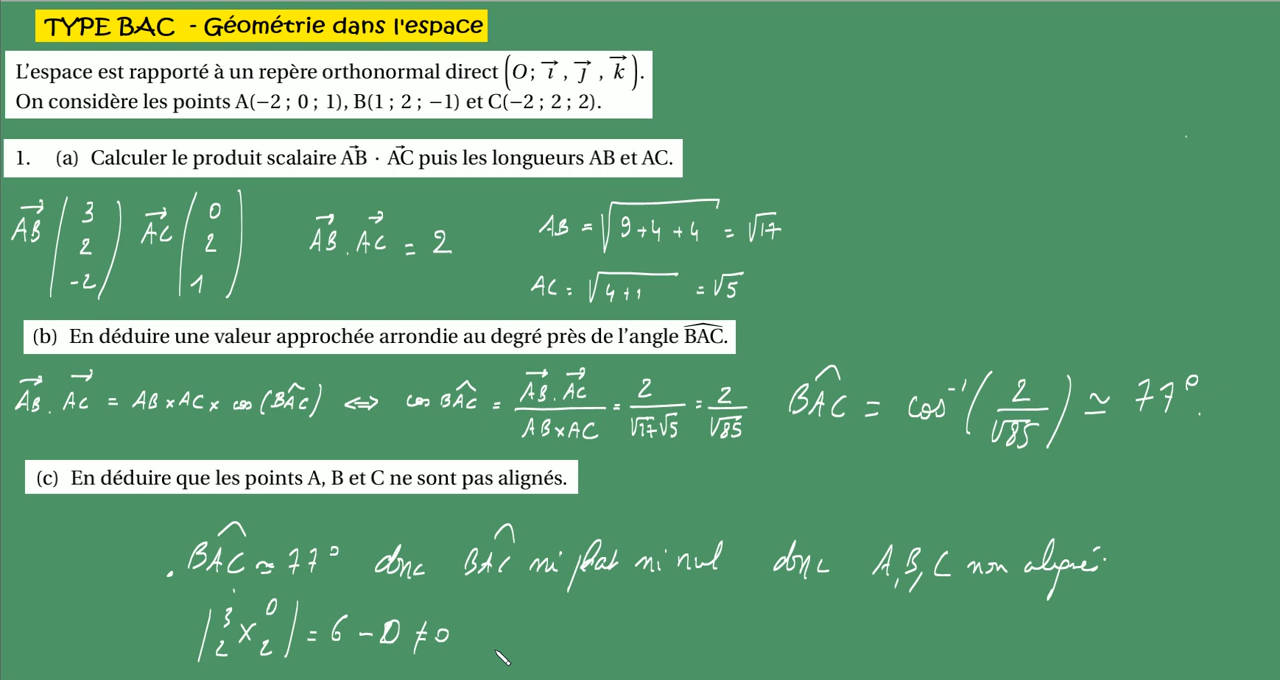 TYPE BAC - Géométrie dans l'espace
L'espace est rapporté à un repère orthonormal direct (O; i⃗, j⃗, k⃗).
On considère les points A(−2 ; 0 ; 1), B(1 ; 2 ; −1) et C(−2 ; 2 ; 2).
1. (a) Calculer le produit scalaire AB⃗ · AC⃗ puis les longueurs AB et AC.
AB⃗ (3 2 -2) AC⃗ (0 2 1) AB⃗ . AC⃗ = 2 AB = √(9+4+4) = √17
AC = √(4+1) = √5
(b) En déduire une valeur approchée arrondie au degré près de l'angle BAC.
AB⃗ . AC⃗ = AB × AC × cos (BAC) ⇔ cos BAC = AB⃗ . AC⃗ / AB×AC = 2/√17√5 = 2/√85 BAC = cos⁻¹(2/√85) ≃ 77°.
(c) En déduire que les points A, B et C ne sont pas alignés.
. BAC ≃ 77° donc BAC ni plat ni nul donc A, B, C non alignés.
|3 2 × 0 2| = 6 − 0 ≠ 0